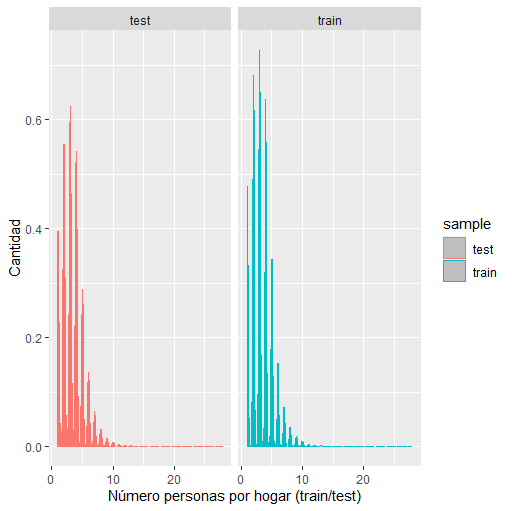 test
train
0.6
0.4
0.2
0.0
Cantidad
0
10
20
0
10
20
Número personas por hogar (train/test)
sample
test
train